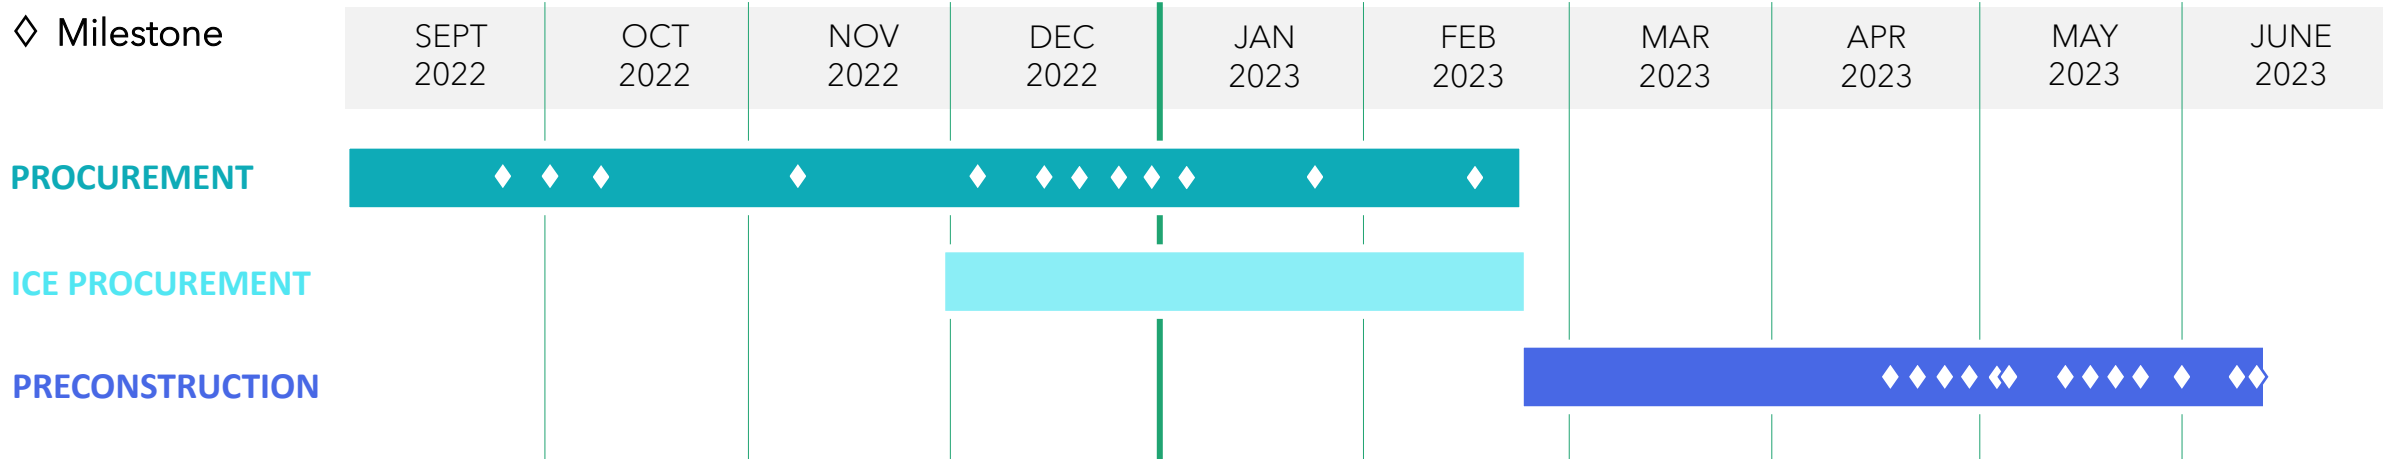 Milestone
SEPT
2022
OCT
2022
NOV
2022
DEC
2022
JAN
2023
FEB
2023
MAR
2023
APR
2023
MAY
2023
JUNE
2023
PROCUREMENT
ICE PROCUREMENT
PRECONSTRUCTION